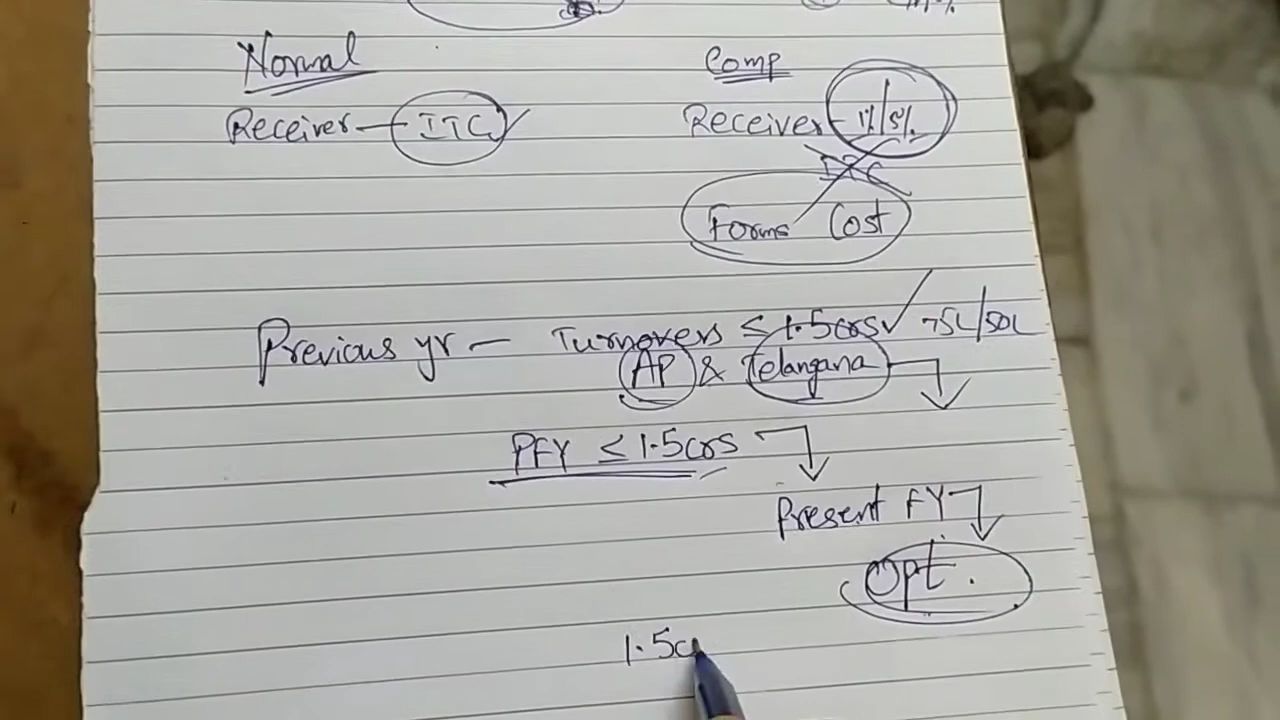 Normal
Comp
Receiver — ITC ✓
Receiver — 1%/5%
ITC
Forms Cost
Previous yr — Turnovers ≤ 1.5crs ✓ 75L/50L
AP & Telangana
PFY ≤ 1.5crs
Present FY
Opt.
1.5c